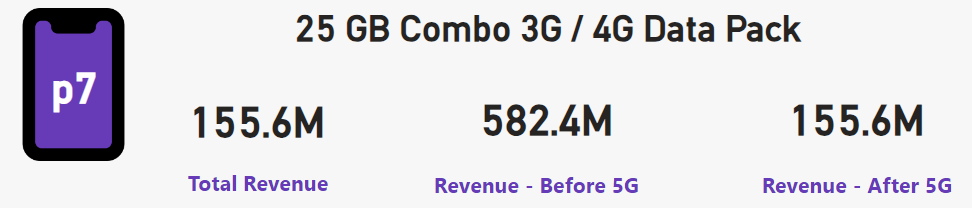 25 GB Combo 3G / 4G Data Pack
p7
155.6M 582.4M 155.6M
Total Revenue Revenue - Before 5G Revenue - After 5G